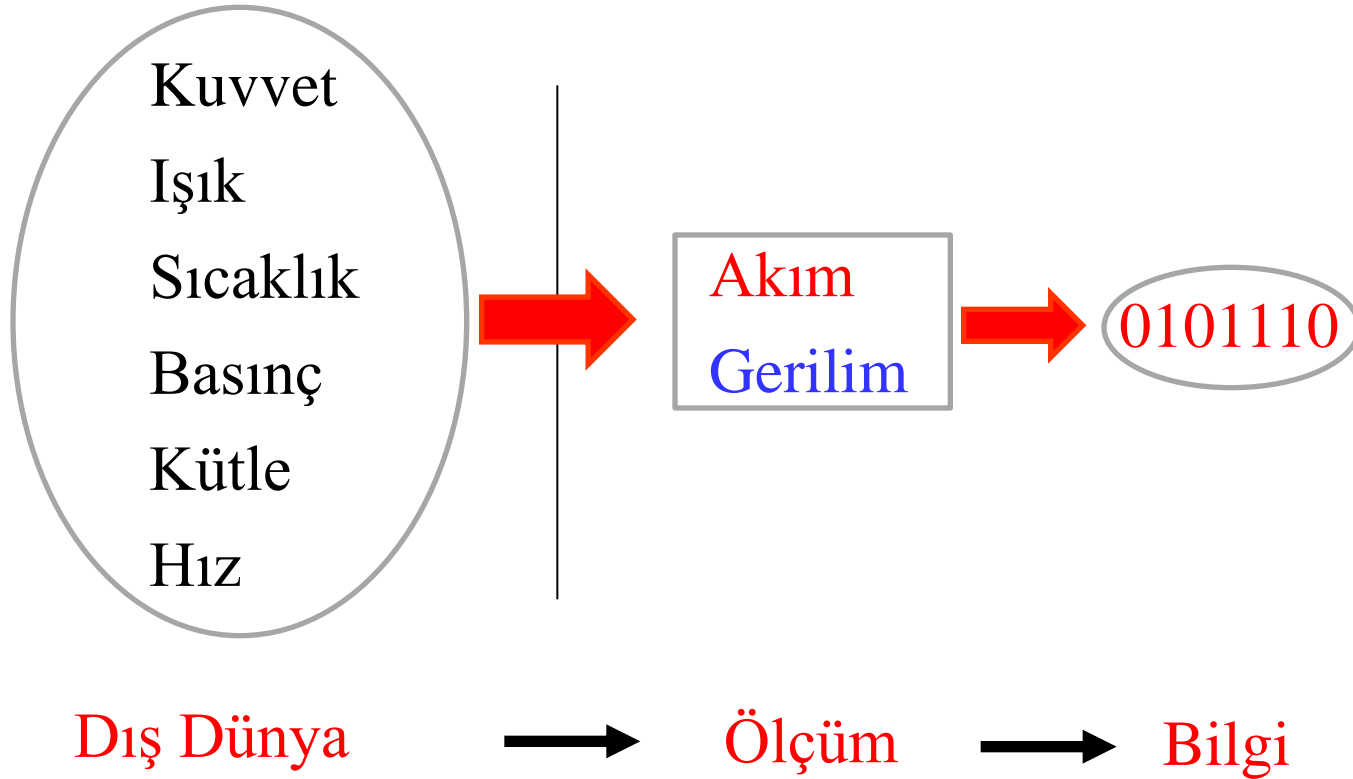 Kuvvet
Işık
Sıcaklık
Basınç
Kütle
Hız
Akım
Gerilim
0101110
Dış Dünya
Ölçüm
Bilgi